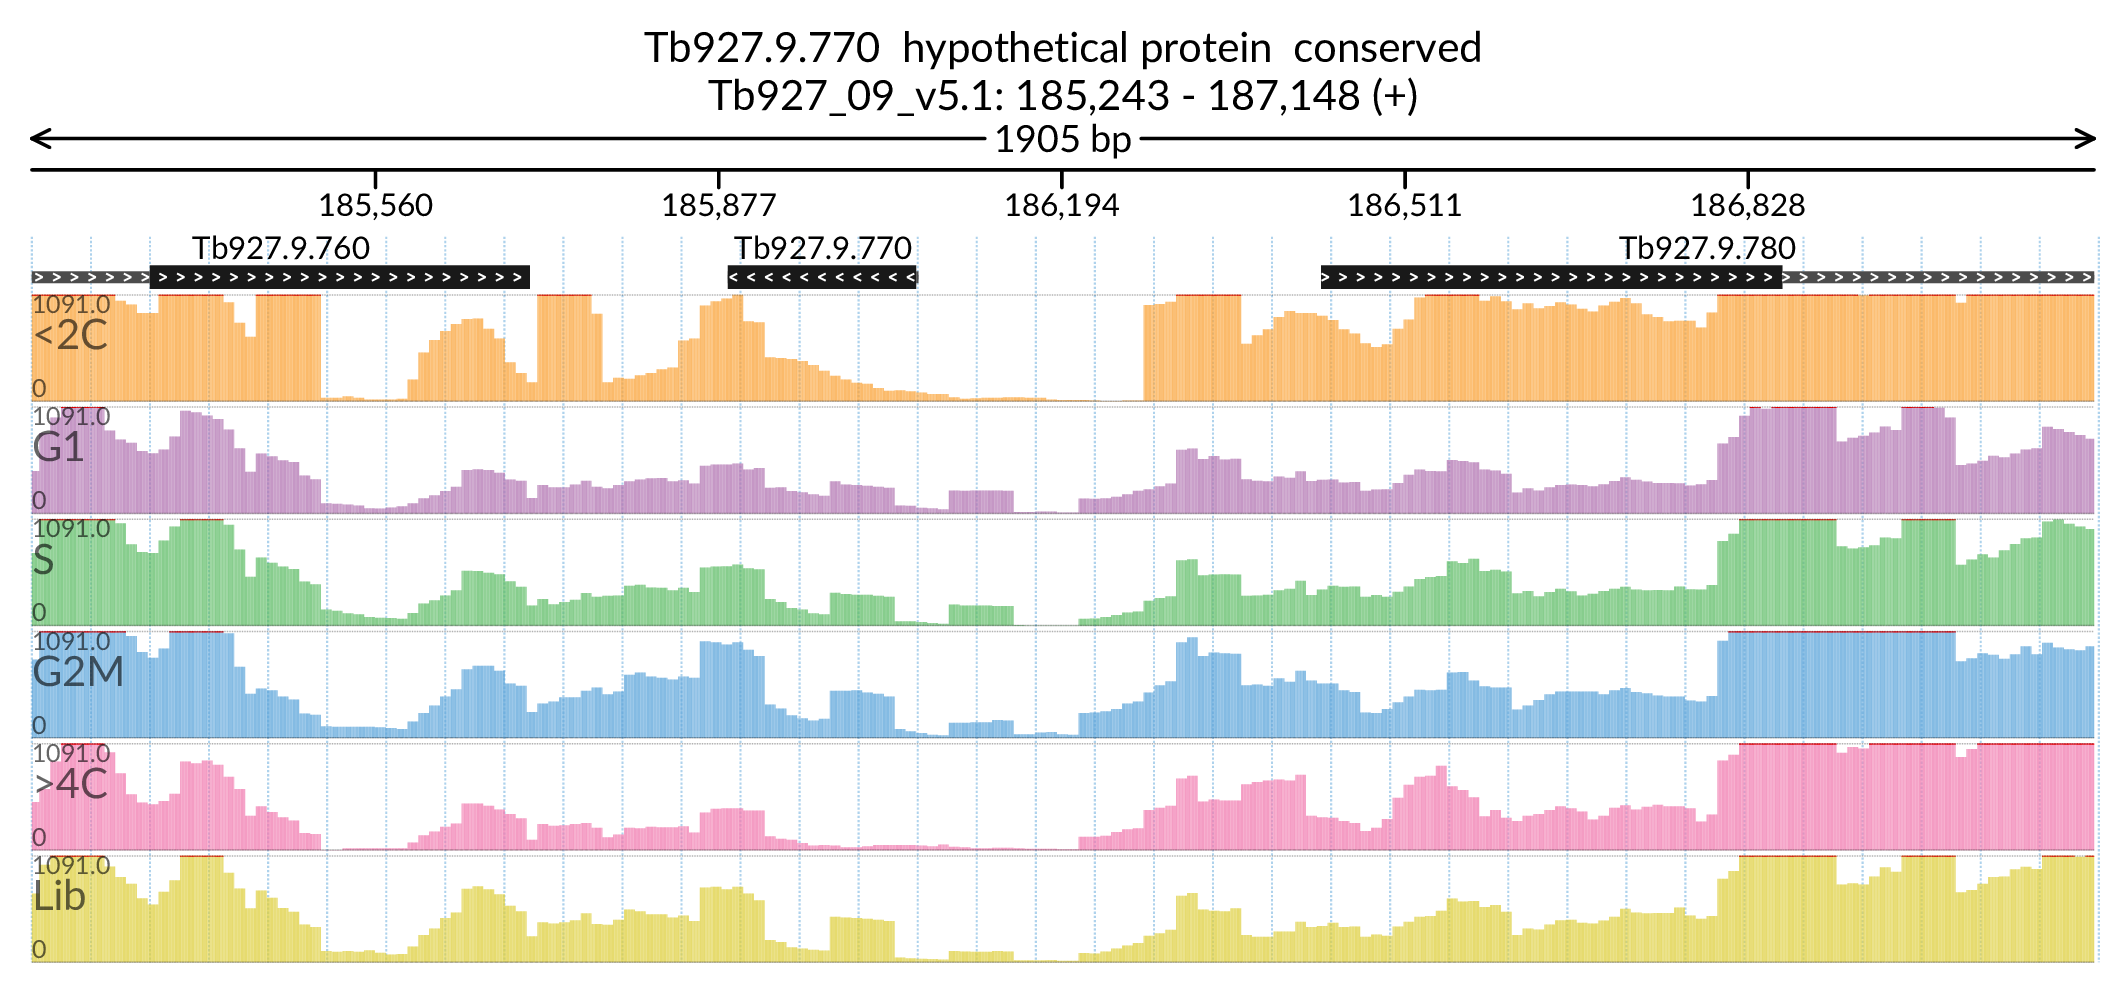 Tb927.9.770 hypothetical protein conserved
Tb927_09_v5.1: 185,243 - 187,148 (+)
1905 bp
185,560 185,877 186,194 186,511 186,828
Tb927.9.760 Tb927.9.770 Tb927.9.780
1091.0
<2C
0
1091.0
G1
0
1091.0
S
0
1091.0
G2M
0
1091.0
>4C
0
1091.0
Lib
0